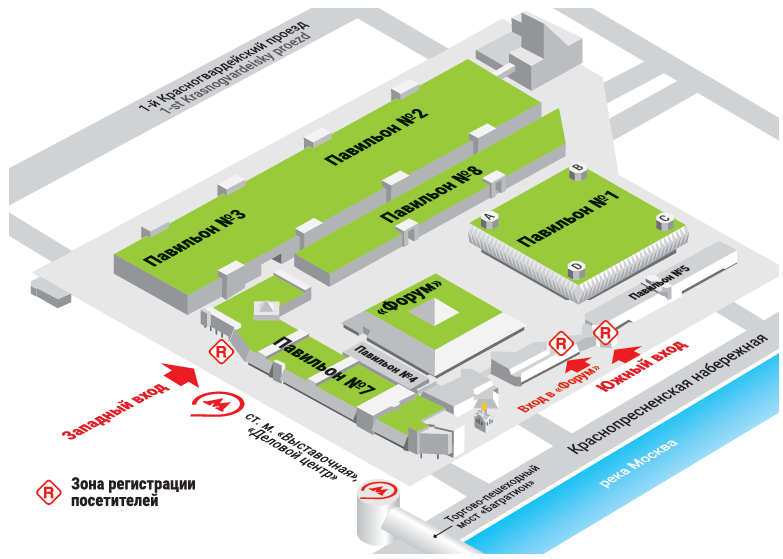 1-й Красногвардейский проезд
1-st Krasnogvardeisky proezd
Павильон №2
Павильон №8
Павильон №3
Павильон №1
A
B
C
D
«Форум»
Павильон №5
Павильон №4
Павильон №7
R
R
R
Западный вход
Вход в «Форум»
Южный вход
Краснопресненская набережная
река Москва
ст. м. «Выставочная»,
«Деловой центр»
Торгово-пешеходный
мост «Багратион»
R
Зона регистрации
посетителей